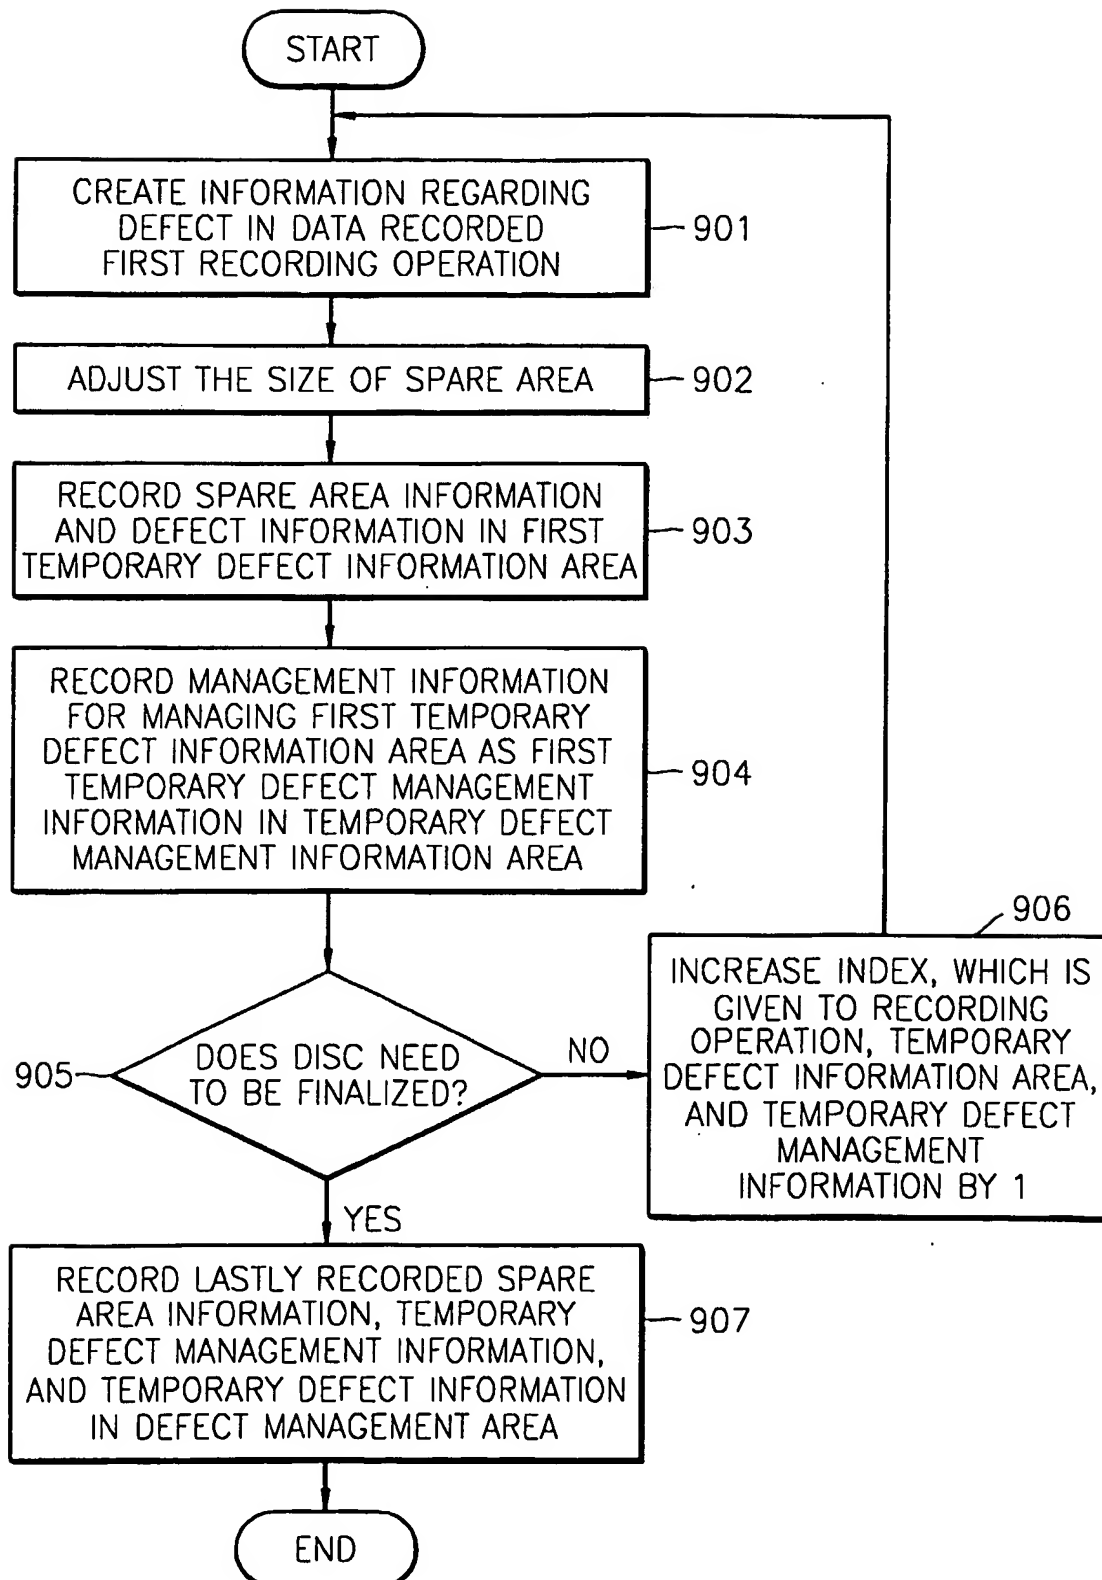 START
CREATE INFORMATION REGARDING
DEFECT IN DATA RECORDED
FIRST RECORDING OPERATION
901
ADJUST THE SIZE OF SPARE AREA
902
RECORD SPARE AREA INFORMATION
AND DEFECT INFORMATION IN FIRST
TEMPORARY DEFECT INFORMATION AREA
903
RECORD MANAGEMENT INFORMATION
FOR MANAGING FIRST TEMPORARY
DEFECT INFORMATION AREA AS FIRST
TEMPORARY DEFECT MANAGEMENT
INFORMATION IN TEMPORARY DEFECT
MANAGEMENT INFORMATION AREA
904
905
DOES DISC NEED
TO BE FINALIZED?
NO
906
INCREASE INDEX, WHICH IS
GIVEN TO RECORDING
OPERATION, TEMPORARY
DEFECT INFORMATION AREA,
AND TEMPORARY DEFECT
MANAGEMENT
INFORMATION BY 1
YES
RECORD LASTLY RECORDED SPARE
AREA INFORMATION, TEMPORARY
DEFECT MANAGEMENT INFORMATION,
AND TEMPORARY DEFECT INFORMATION
IN DEFECT MANAGEMENT AREA
907
END